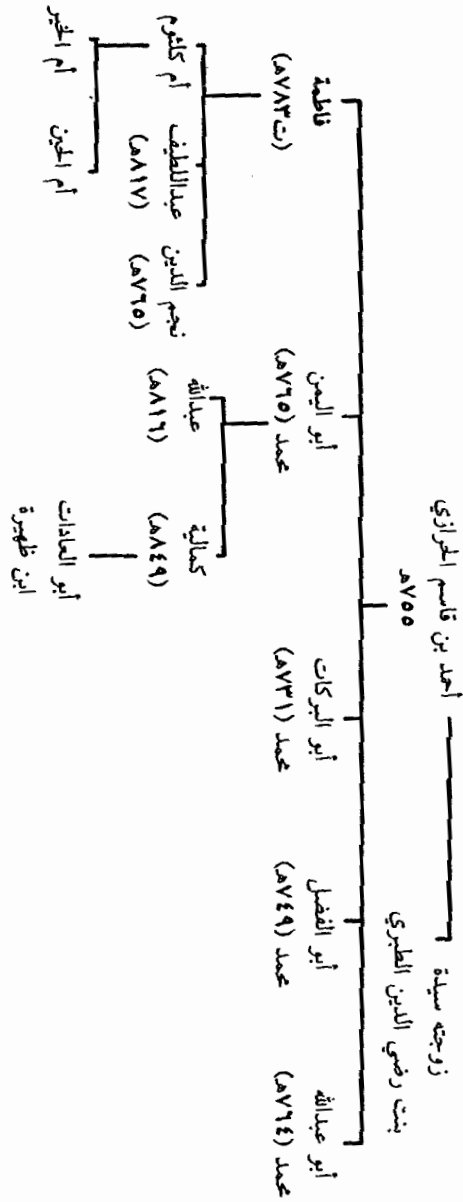 أحمد بن قاسم الحرازي
٧٥٥هـ
زوجته سيدة
بنت رضي الدين الطبري
فاطمة
(ت٧٨٣هـ)
أبو اليمن
محمد (٧٦٥هـ)
أبو البركات
محمد (٧٣١هـ)
أبو الفضل
محمد (٧٤٩هـ)
أبو عبدالله
محمد (٧٦٤هـ)
أم كلثوم
عبداللطيف
(٨١٧هـ)
نجم الدين
(٧٦٥هـ)
عبدالله
(٨١٦هـ)
كمالية
(٨٤٩هـ)
أم الخير
أم الحين
أبو العادات
ابن ظهيرة